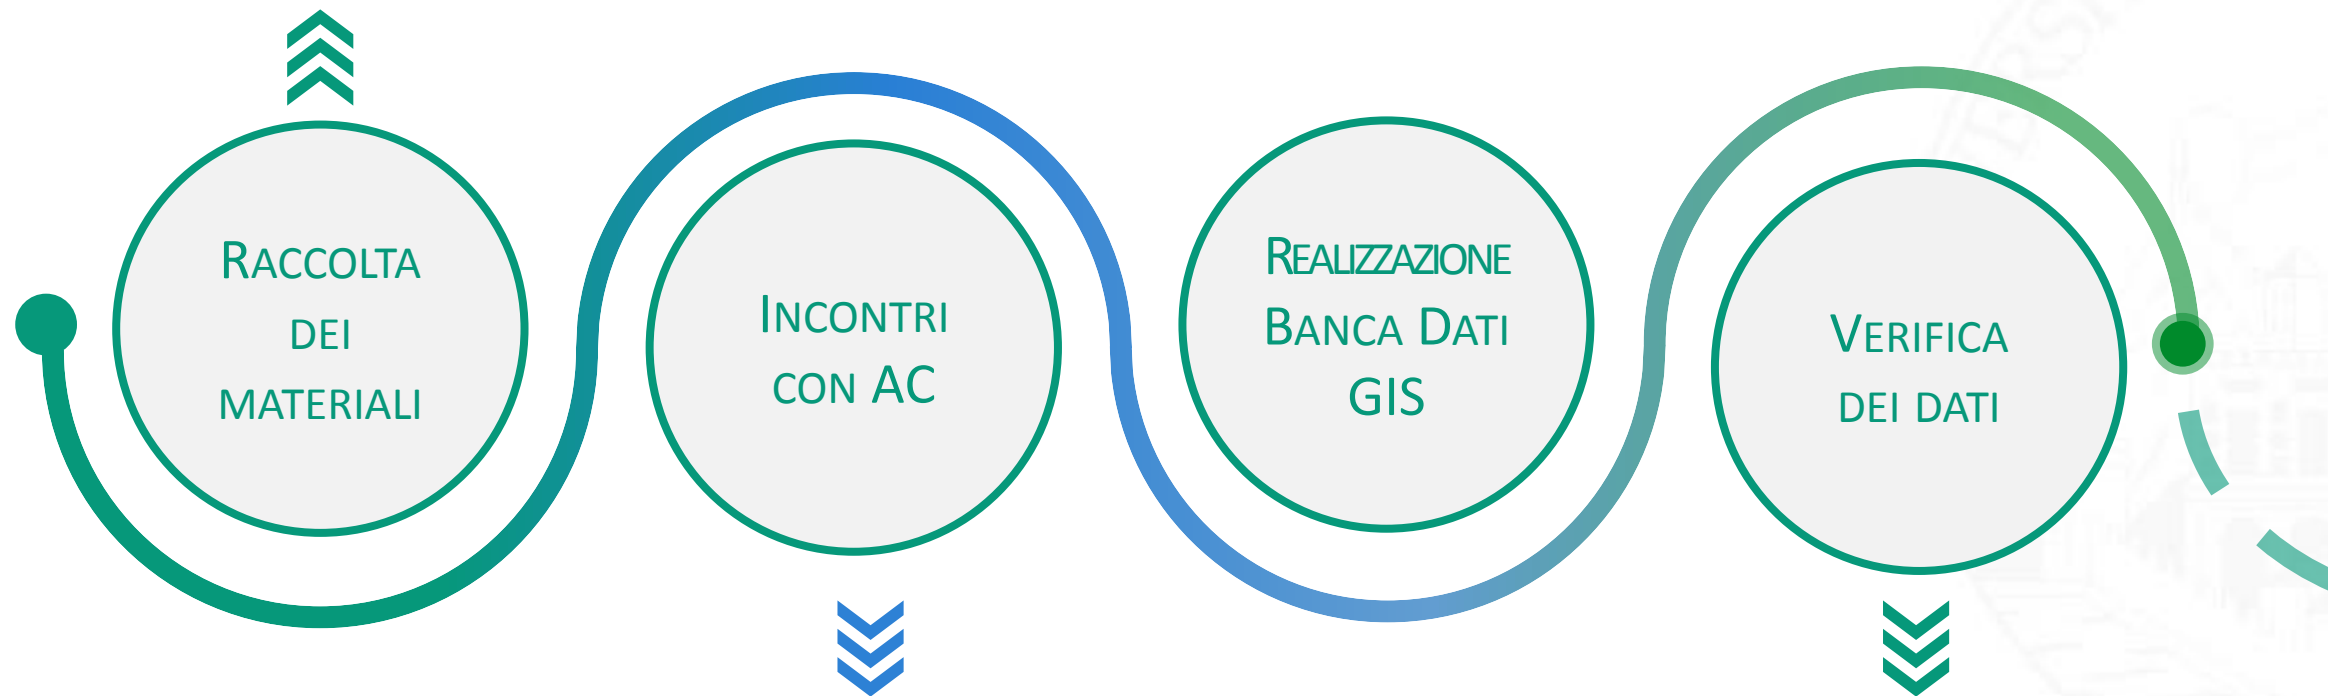 RACCOLTA
DEI
MATERIALI
INCONTRI
CON AC
REALIZZAZIONE
BANCA DATI
GIS
VERIFICA
DEI DATI